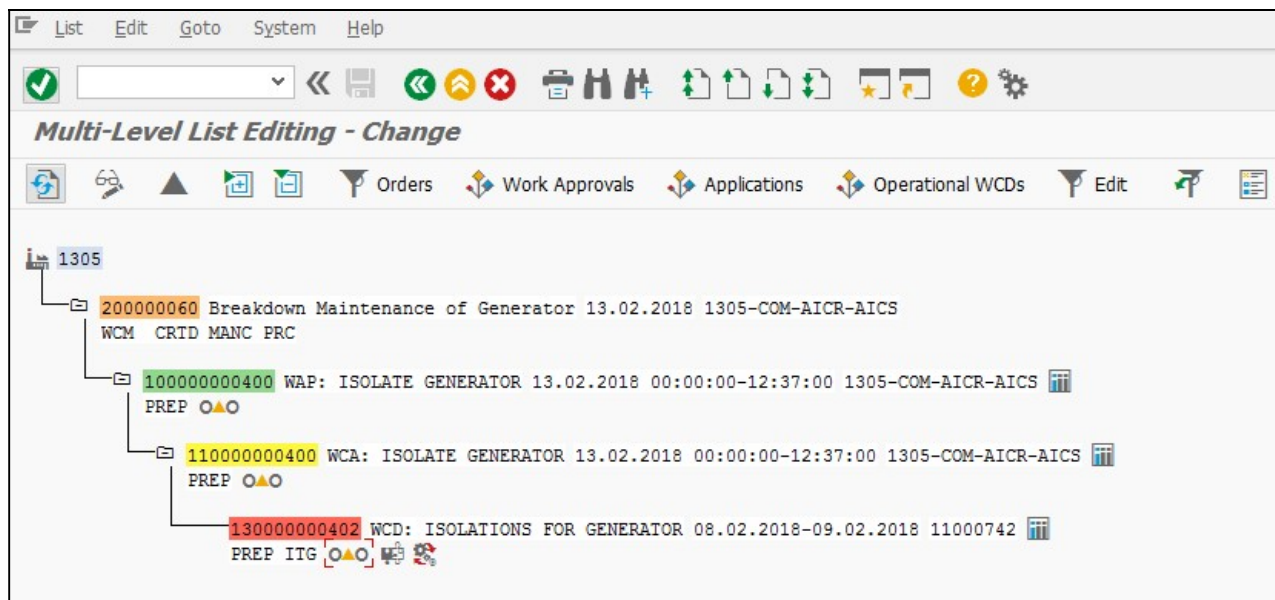 List Edit Goto System Help
Multi-Level List Editing - Change
Orders Work Approvals Applications Operational WCDs Edit
1305
200000060 Breakdown Maintenance of Generator 13.02.2018 1305-COM-AICR-AICS
WCM CRTD MANC PRC
100000000400 WAP: ISOLATE GENERATOR 13.02.2018 00:00:00-12:37:00 1305-COM-AICR-AICS
PREP
110000000400 WCA: ISOLATE GENERATOR 13.02.2018 00:00:00-12:37:00 1305-COM-AICR-AICS
PREP
130000000402 WCD: ISOLATIONS FOR GENERATOR 08.02.2018-09.02.2018 11000742
PREP ITG